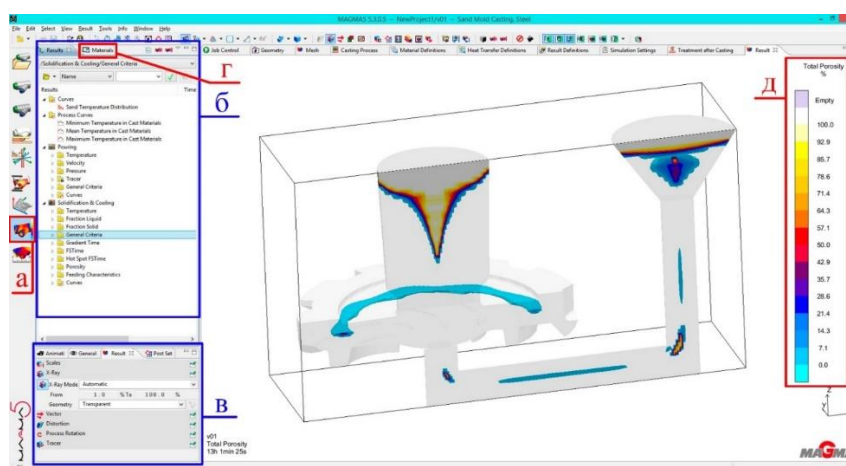 MAGMA5 5.3.0.5 - NewProject1/v01 - Sand Mold Casting, Steel
File Edit Select View Result Tools Info Window Help
Results Materials
Job Control Geometry Mesh Casting Process Material Definitions Heat Transfer Definitions Result Definitions Simulation Settings Treatment after Casting Result
/Solidification & Cooling/General Criteria
Name
Results Time
Curves
Sand Temperature Distribution
Process Curves
Minimum Temperature in Cast Materials
Mean Temperature in Cast Materials
Maximum Temperature in Cast Materials
Pouring
Temperature
Velocity
Pressure
Tracer
General Criteria
Curves
Solidification & Cooling
Temperature
Fraction Liquid
Fraction Solid
General Criteria
Gradient Time
FSTime
Hot Spot FSTime
Porosity
Feeding Characteristics
Curves
г
б
а
в
Д
Total Porosity
%
Empty
100.0
92.9
85.7
78.6
71.4
64.3
57.1
50.0
42.9
35.7
28.6
21.4
14.3
7.1
0.0
Animati General Result Post Set
Scales
X-Ray
X-Ray Mode Automatic
From 1.0 % To 100.0 %
Geometry Transparent
Vector
Distortion
Process Rotation
Tracer
v01
Total Porosity
13h 1min 25s
Z
MAGMA